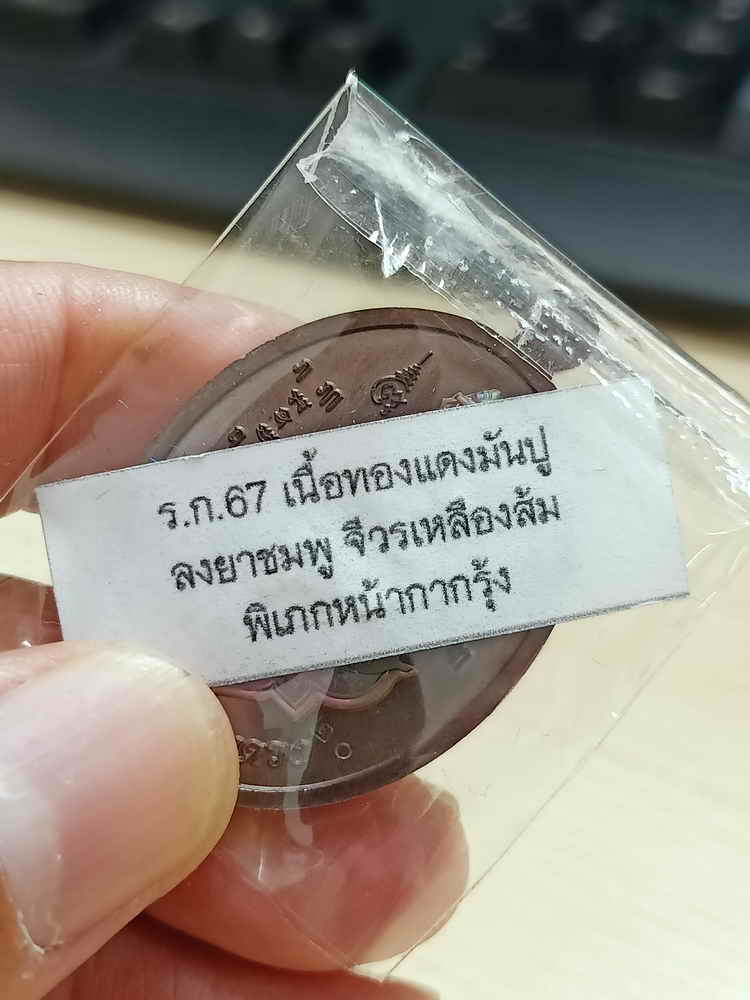 ร.ก.67 เนื้อทองแดงมันปู
ลงยาชมพู จีวรเหลืองส้ม
พิเภกหน้ากากรุ้ง